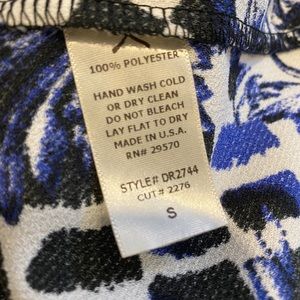 100% POLYESTER
HAND WASH COLD
OR DRY CLEAN
DO NOT BLEACH
LAY FLAT TO DRY
MADE IN U.S.A.
RN# 29570
STYLE# DR2744
CUT# 2276
S